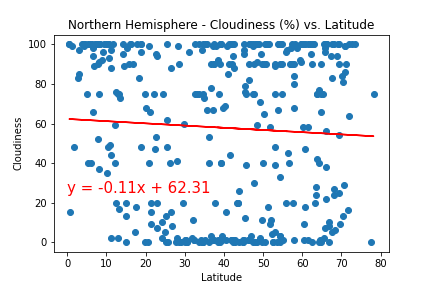 Northern Hemisphere - Cloudiness (%) vs. Latitude
100
80
60
40
20
0
Cloudiness
y = -0.11x + 62.31
0 10 20 30 40 50 60 70 80
Latitude